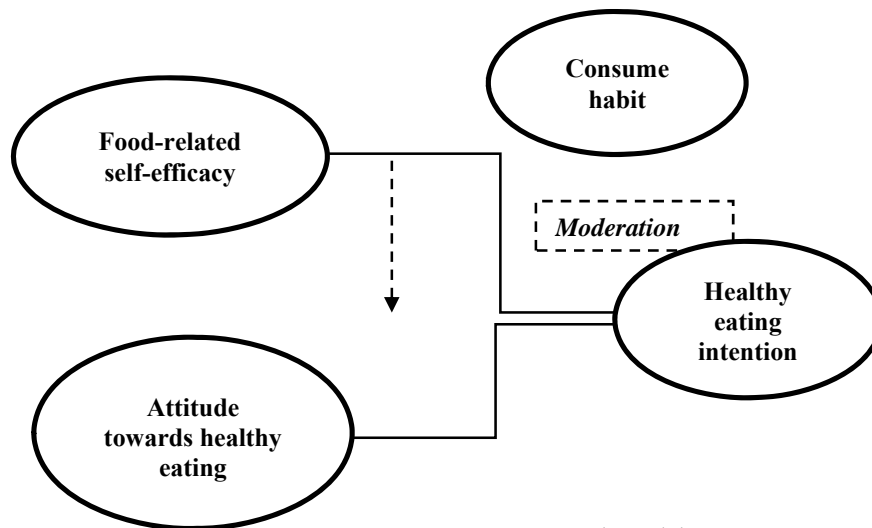 Consume
habit
Food-related
self-efficacy
Moderation
Healthy
eating
intention
Attitude
towards healthy
eating